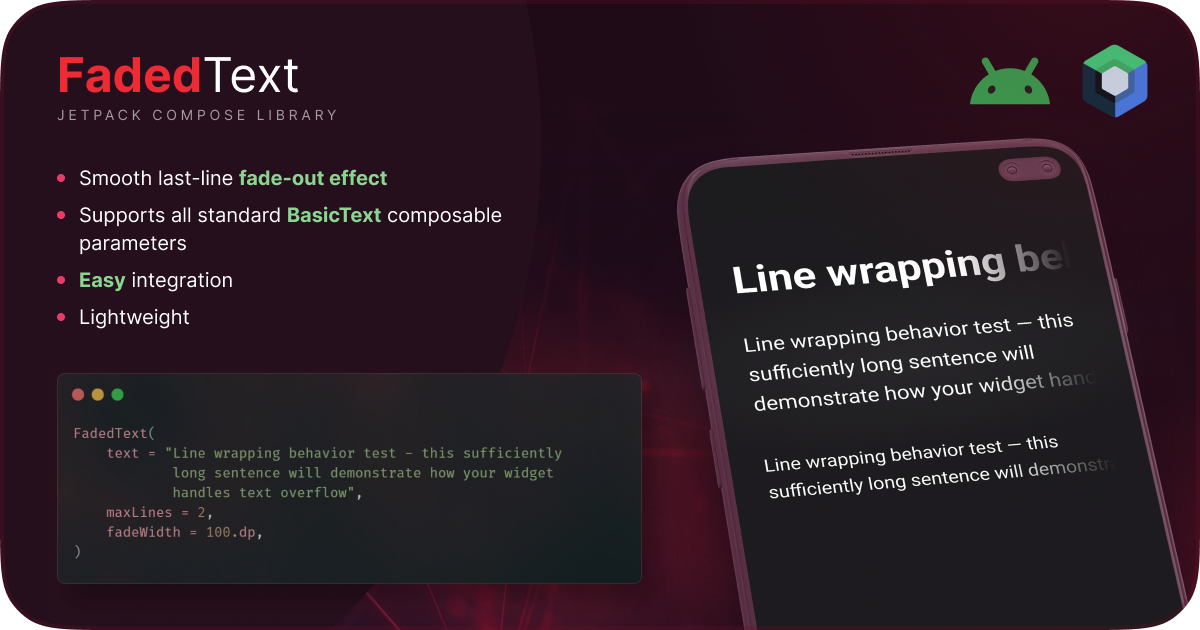 FadedText
JETPACK COMPOSE LIBRARY
Smooth last-line fade-out effect
Supports all standard BasicText composable
parameters
Easy integration
Lightweight
FadedText(
text = "Line wrapping behavior test - this sufficiently
long sentence will demonstrate how your widget
handles text overflow",
maxLines = 2,
fadeWidth = 100.dp,
)
Line wrapping be
Line wrapping behavior test — this
sufficiently long sentence will
demonstrate how your widget hand
Line wrapping behavior test — this
sufficiently long sentence will demonstr